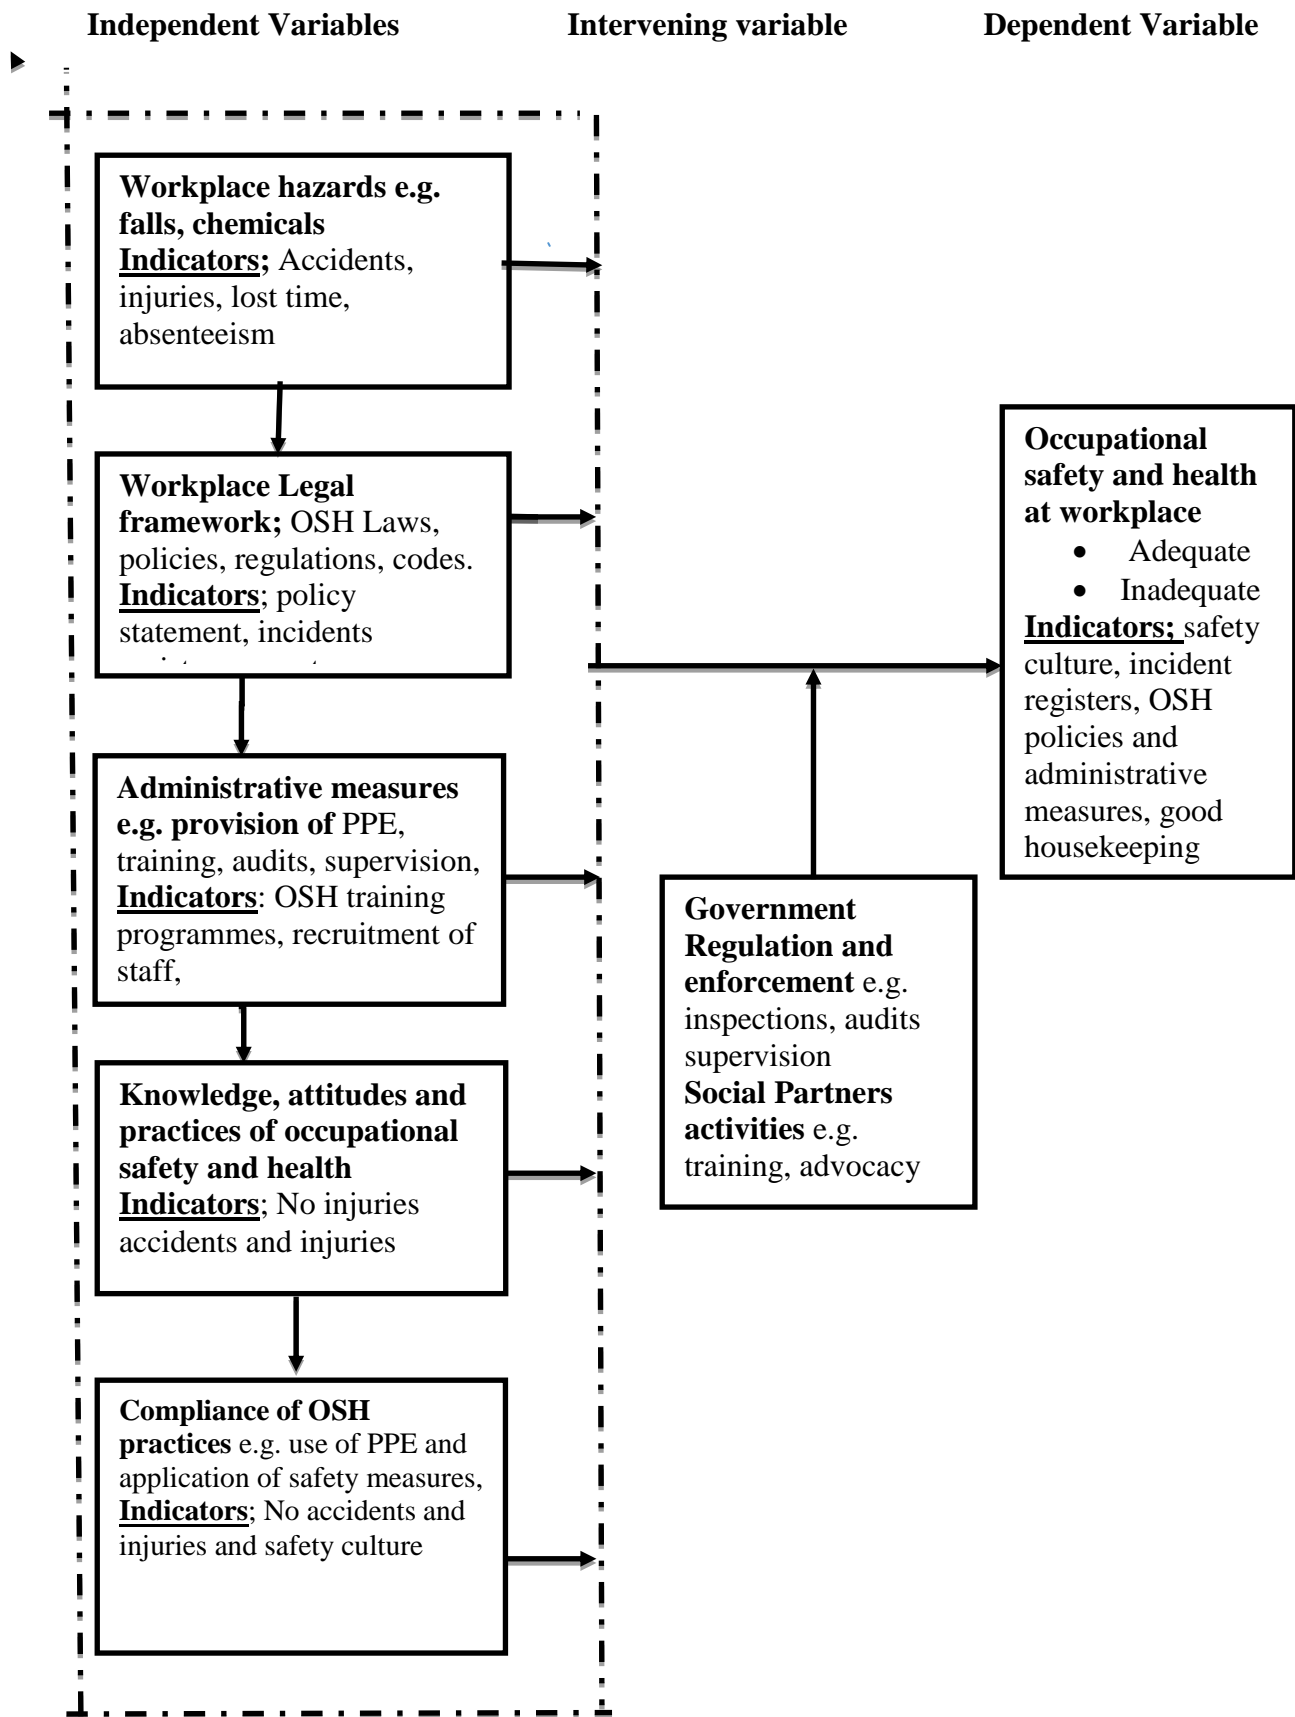 Independent Variables
Intervening variable
Dependent Variable
Workplace hazards e.g.
falls, chemicals
Indicators; Accidents,
injuries, lost time,
absenteeism
Workplace Legal
framework; OSH Laws,
policies, regulations, codes.
Indicators; policy
statement, incidents
Administrative measures
e.g. provision of PPE,
training, audits, supervision,
Indicators: OSH training
programmes, recruitment of
staff,
Knowledge, attitudes and
practices of occupational
safety and health
Indicators; No injuries
accidents and injuries
Compliance of OSH
practices e.g. use of PPE and
application of safety measures,
Indicators; No accidents and
injuries and safety culture
Government
Regulation and
enforcement e.g.
inspections, audits
supervision
Social Partners
activities e.g.
training, advocacy
Occupational
safety and health
at workplace
• Adequate
• Inadequate
Indicators; safety
culture, incident
registers, OSH
policies and
administrative
measures, good
housekeeping